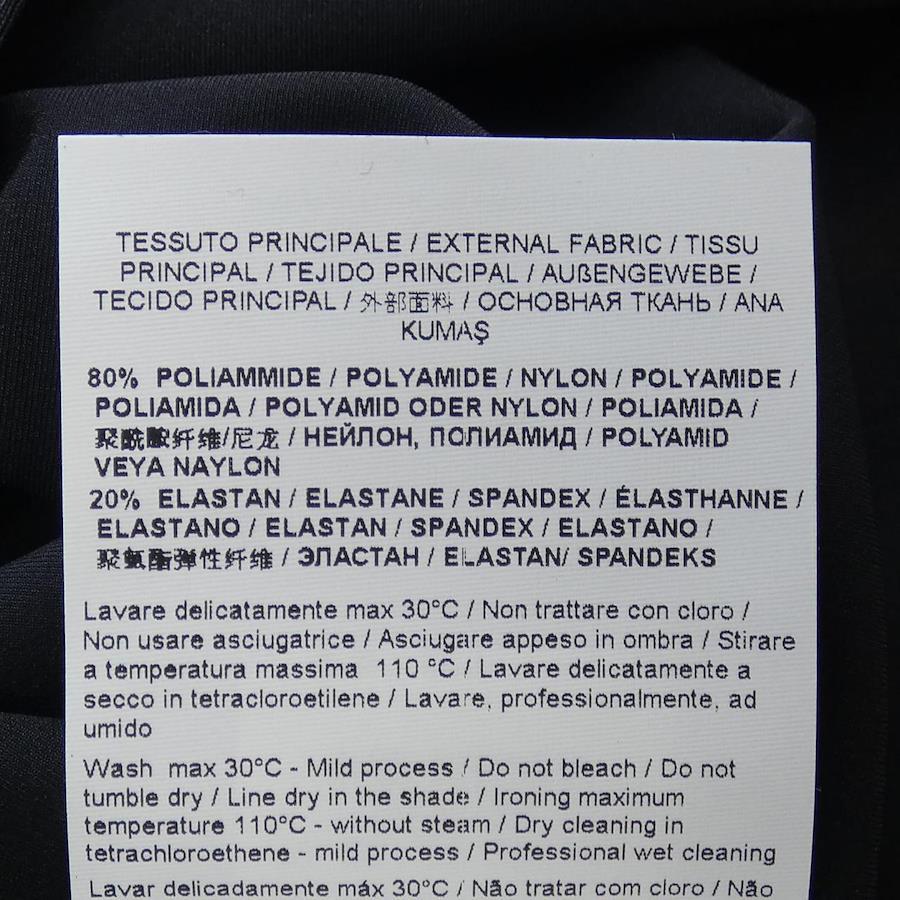 TESSUTO PRINCIPALE / EXTERNAL FABRIC / TISSU
PRINCIPAL / TEJIDO PRINCIPAL / AUßENGEWEBE /
TECIDO PRINCIPAL / 外部面料 / ОСНОВНАЯ ТКАНЬ / ANA
KUMAŞ
80% POLIAMMIDE / POLYAMIDE / NYLON / POLYAMIDE /
POLIAMIDA / POLYAMID ODER NYLON / POLIAMIDA /
聚酰胺纤维/尼龙 / НЕЙЛОН, ПОЛИАМИД / POLYAMID
VEYA NAYLON
20% ELASTAN / ELASTANE / SPANDEX / ÉLASTHANNE /
ELASTANO / ELASTAN / SPANDEX / ELASTANO /
聚氨酯弹性纤维 / ЭЛАСТАН / ELASTAN/ SPANDEKS
Lavare delicatamente max 30°C / Non trattare con cloro /
Non usare asciugatrice / Asciugare appeso in ombra / Stirare
a temperatura massima 110 °C / Lavare delicatamente a
secco in tetracloroetilene / Lavare, professionalmente, ad
umido
Wash max 30°C - Mild process / Do not bleach / Do not
tumble dry / Line dry in the shade / Ironing maximum
temperature 110°C - without steam / Dry cleaning in
tetrachloroethene - mild process / Professional wet cleaning
Lavar delicadamente máx 30°C / Não tratar com cloro / Não